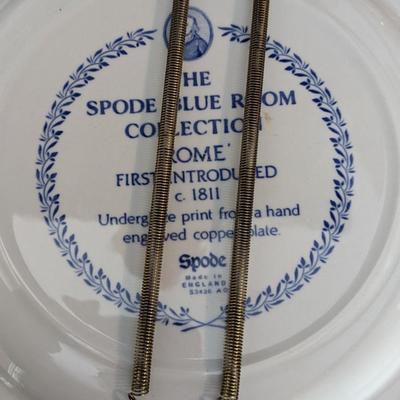 THE
SPODE BLUE ROOM
COLLECTION
'ROME'
FIRST INTRODUCED
c. 1811
Underglaze print from a hand
engraved copper plate.
Spode
Made in
ENGLAND